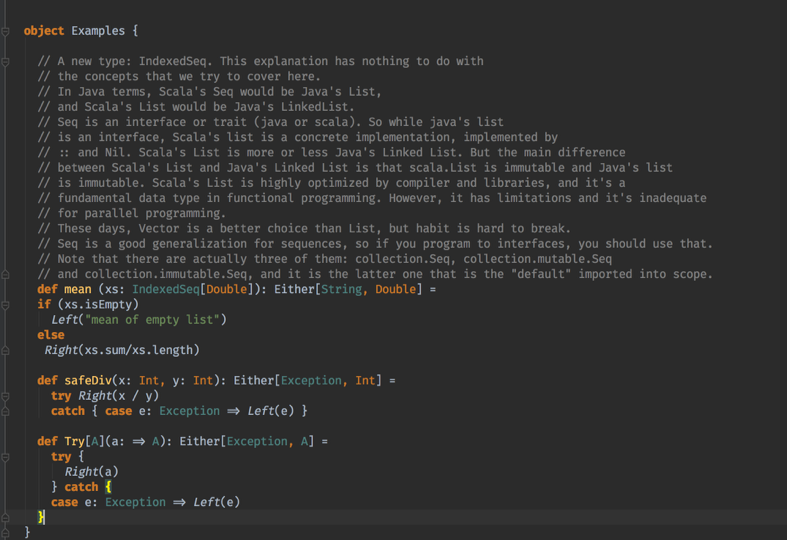 object Examples {
// A new type: IndexedSeq. This explanation has nothing to do with
// the concepts that we try to cover here.
// In Java terms, Scala's Seq would be Java's List,
// and Scala's List would be Java's LinkedList.
// Seq is an interface or trait (java or scala). So while java's list
// is an interface, Scala's list is a concrete implementation, implemented by
// :: and Nil. Scala's List is more or less Java's Linked List. But the main difference
// between Scala's List and Java's Linked List is that scala.List is immutable and Java's list
// is immutable. Scala's List is highly optimized by compiler and libraries, and it's a
// fundamental data type in functional programming. However, it has limitations and it's inadequate
// for parallel programming.
// These days, Vector is a better choice than List, but habit is hard to break.
// Seq is a good generalization for sequences, so if you program to interfaces, you should use that.
// Note that there are actually three of them: collection.Seq, collection.mutable.Seq
// and collection.immutable.Seq, and it is the latter one that is the "default" imported into scope.
def mean (xs: IndexedSeq[Double]): Either[String, Double] =
if (xs.isEmpty)
Left("mean of empty list")
else
Right(xs.sum/xs.length)
def safeDiv(x: Int, y: Int): Either[Exception, Int] =
try Right(x / y)
catch { case e: Exception ⇒ Left(e) }
def Try[A](a: ⇒ A): Either[Exception, A] =
try {
Right(a)
} catch {
case e: Exception ⇒ Left(e)
}
}